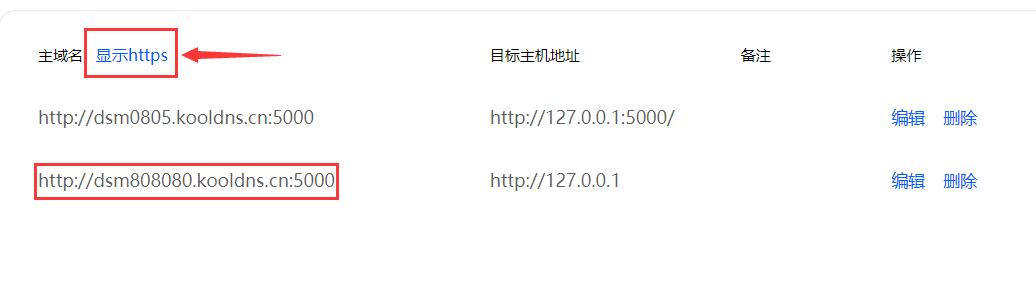 主域名 显示https 目标主机地址 备注 操作
http://dsm0805.kooldns.cn:5000 http://127.0.0.1:5000/ 编辑 删除
http://dsm808080.kooldns.cn:5000 http://127.0.0.1 编辑 删除